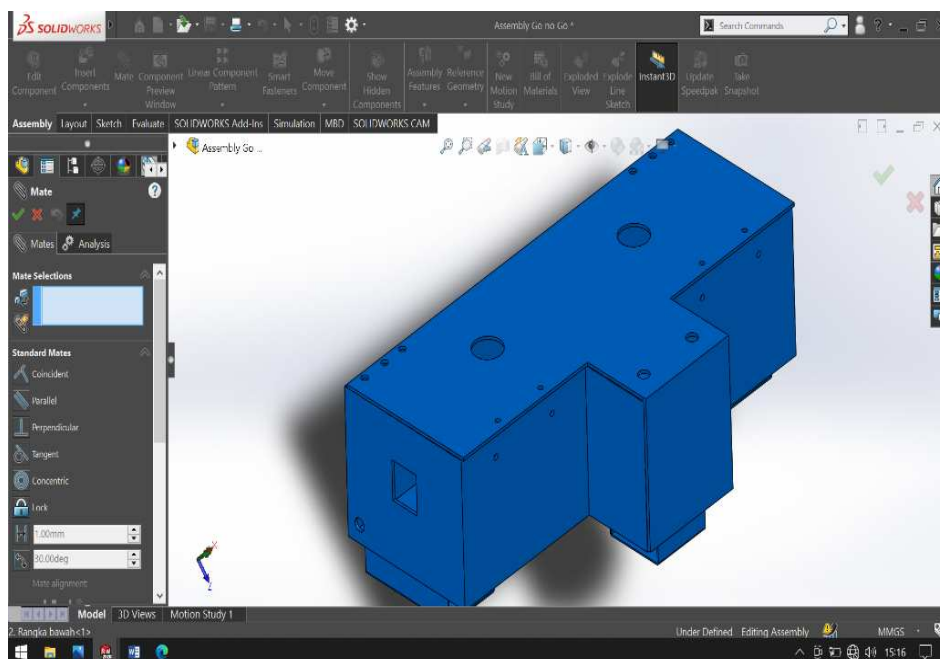 SOLIDWORKS
Assembly Go no Go *
Search Commands
Edit Component
Insert Components
Mate
Component Preview Window
Linear Component Pattern
Smart Fasteners
Move Component
Show Hidden Components
Assembly Features
Reference Geometry
New Motion Study
Bill of Materials
Exploded View
Explode Line Sketch
Instant3D
Update Speedpak
Take Snapshot
Assembly
Layout
Sketch
Evaluate
SOLIDWORKS Add-Ins
Simulation
MBD
SOLIDWORKS CAM
Assembly Go ...
Mate
Mates
Analysis
Mate Selections
Standard Mates
Coincident
Parallel
Perpendicular
Tangent
Concentric
Lock
1.00mm
30.00deg
Mate alignment:
Model
3D Views
Motion Study 1
2. Rangka bawah<1>
Under Defined
Editing Assembly
MMGS
15:16